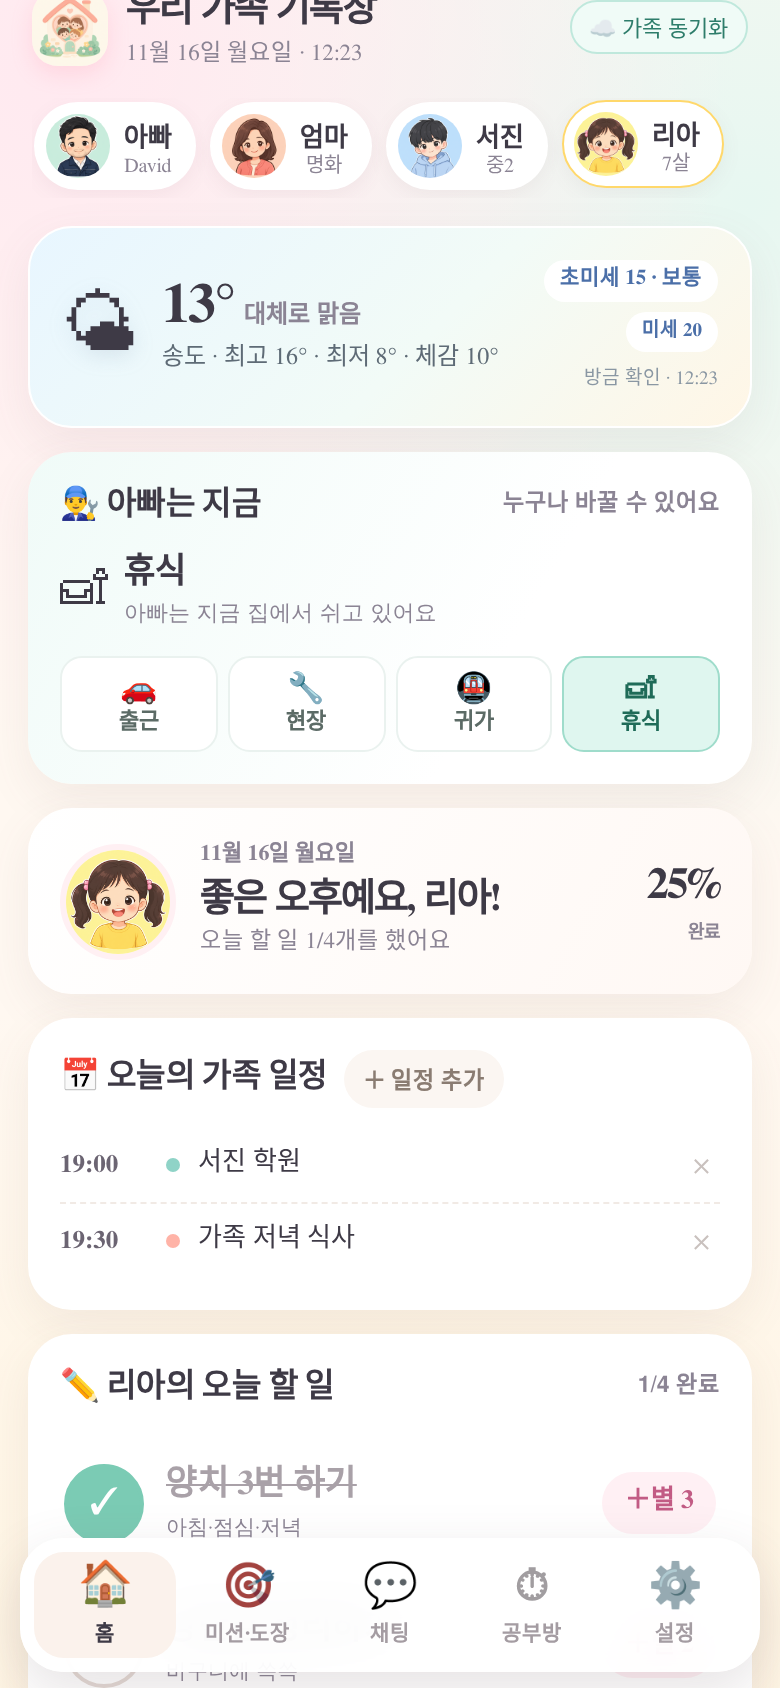 우리 가족 기록장
11월 16일 월요일 · 12:23
☁️ 가족 동기화
아빠
David
엄마
명화
서진
중2
리아
7살
13° 대체로 맑음
송도 · 최고 16° · 최저 8° · 체감 10°
초미세 15 · 보통
미세 20
방금 확인 · 12:23
👨‍🔧 아빠는 지금
누구나 바꿀 수 있어요
휴식
아빠는 지금 집에서 쉬고 있어요
출근
현장
귀가
휴식
11월 16일 월요일
좋은 오후예요, 리아!
오늘 할 일 1/4개를 했어요
25%
완료
📅 오늘의 가족 일정
+ 일정 추가
19:00 서진 학원 ×
19:30 가족 저녁 식사 ×
✏️ 리아의 오늘 할 일
1/4 완료
✓ 양치 3번 하기
아침·점심·저녁
+별 3
홈
미션·도장
채팅
공부방
설정